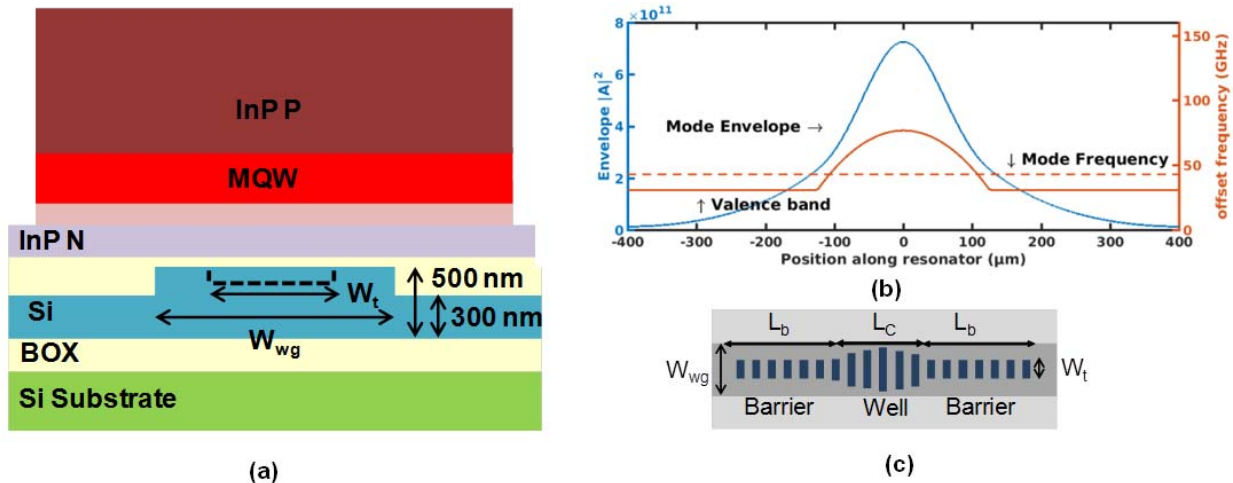 InP P
MQW
InP N
500 nm
Si
Wt
300 nm
Wwg
BOX
Si Substrate
(a)
×10¹¹
8
6
4
2
0
Envelope |A|²
150
100
50
0
offset frequency (GHz)
Mode Envelope →
↓ Mode Frequency
↑ Valence band
-400 -300 -200 -100 0 100 200 300 400
Position along resonator (μm)
(b)
Lb LC Lb
Wwg Wt
Barrier Well Barrier
(c)